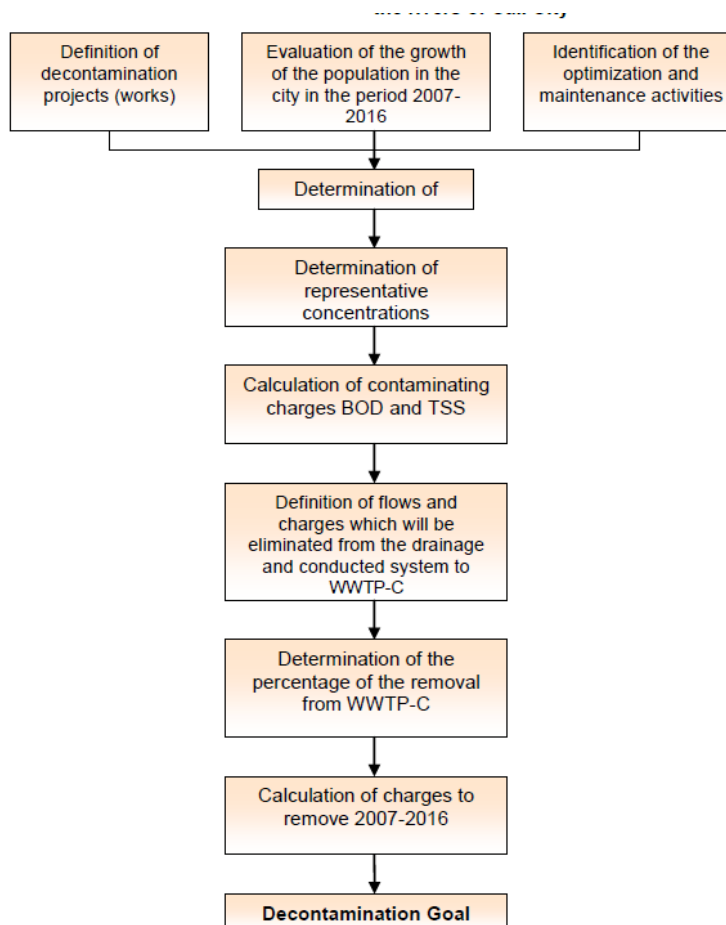 Definition of
decontamination
projects (works)
Evaluation of the growth
of the population in the
city in the period 2007-
2016
Identification of the
optimization and
maintenance activities
Determination of
Determination of
representative
concentrations
Calculation of contaminating
charges BOD and TSS
Definition of flows and
charges which will be
eliminated from the drainage
and conducted system to
WWTP-C
Determination of the
percentage of the removal
from WWTP-C
Calculation of charges to
remove 2007-2016
Decontamination Goal